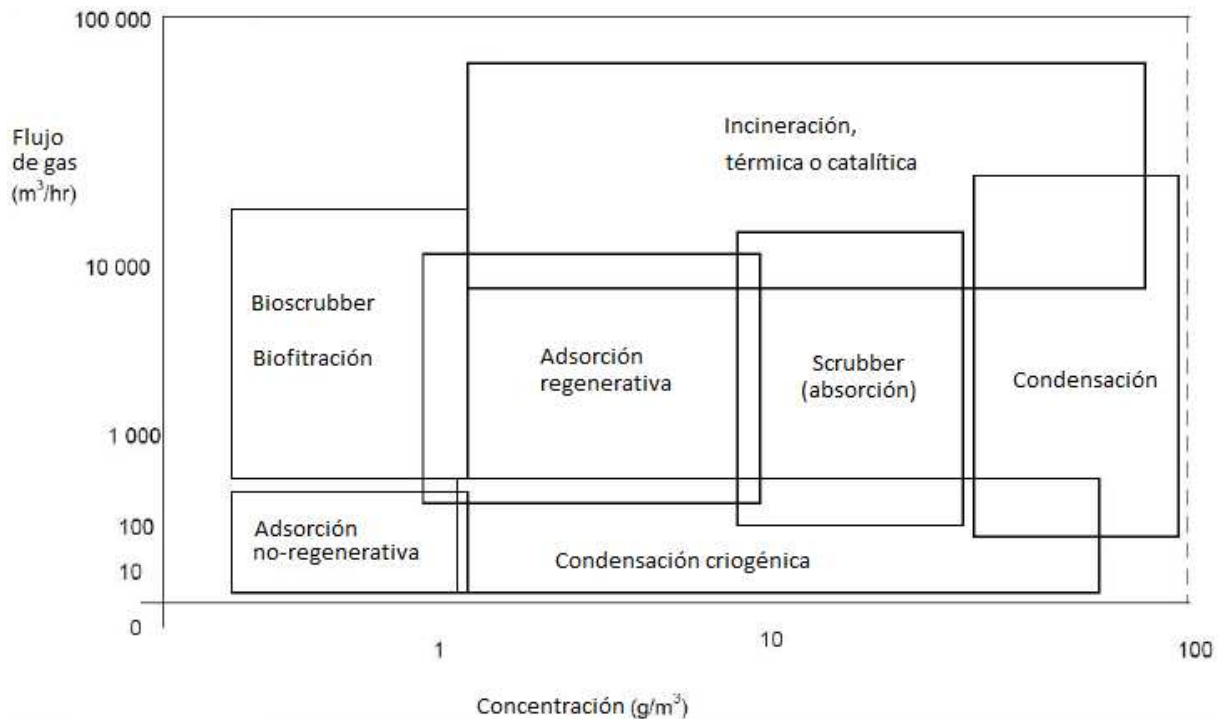 100 000
Flujo
de gas
(m³/hr)
Incineración,
térmica o catalítica
10 000
Bioscrubber
Biofitración
Adsorción
regenerativa
Scrubber
(absorción)
Condensación
1 000
100
Adsorción
no-regenerativa
Condensación criogénica
10
0
1
10
100
Concentración (g/m³)